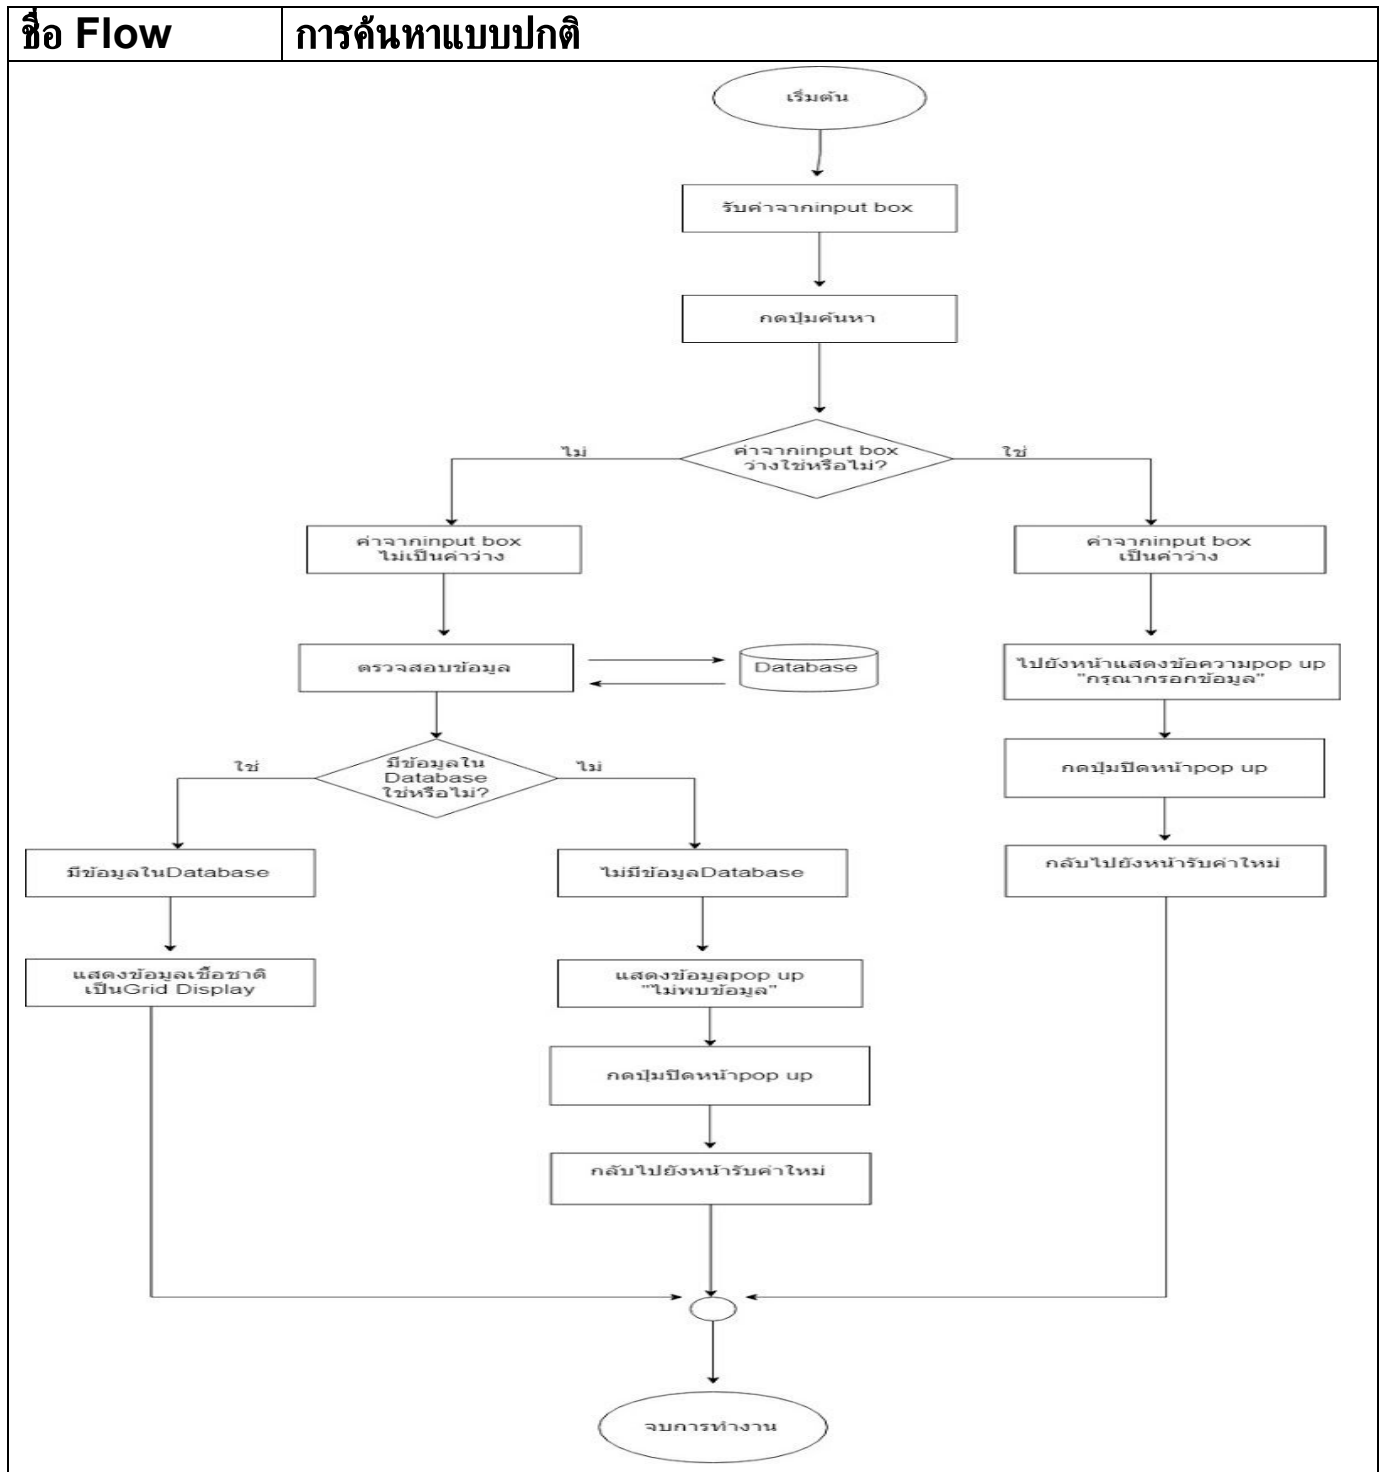 ชื่อ Flow
การค้นหาแบบปกติ
เริ่มต้น
รับค่าจากinput box
กดปุ่มค้นหา
ค่าจากinput box
ว่างใช่หรือไม่?
ไม่
ใช่
ค่าจากinput box
ไม่เป็นค่าว่าง
ค่าจากinput box
เป็นค่าว่าง
ตรวจสอบข้อมูล
Database
ไปยังหน้าแสดงข้อความpop up
"กรุณากรอกข้อมูล"
มีข้อมูลใน
Database
ใช่หรือไม่?
ใช่
ไม่
กดปุ่มปิดหน้าpop up
มีข้อมูลในDatabase
ไม่มีข้อมูลDatabase
กลับไปยังหน้ารับค่าใหม่
แสดงข้อมูลเชื้อชาติ
เป็นGrid Display
แสดงข้อมูลpop up
"ไม่พบข้อมูล"
กดปุ่มปิดหน้าpop up
กลับไปยังหน้ารับค่าใหม่
จบการทำงาน